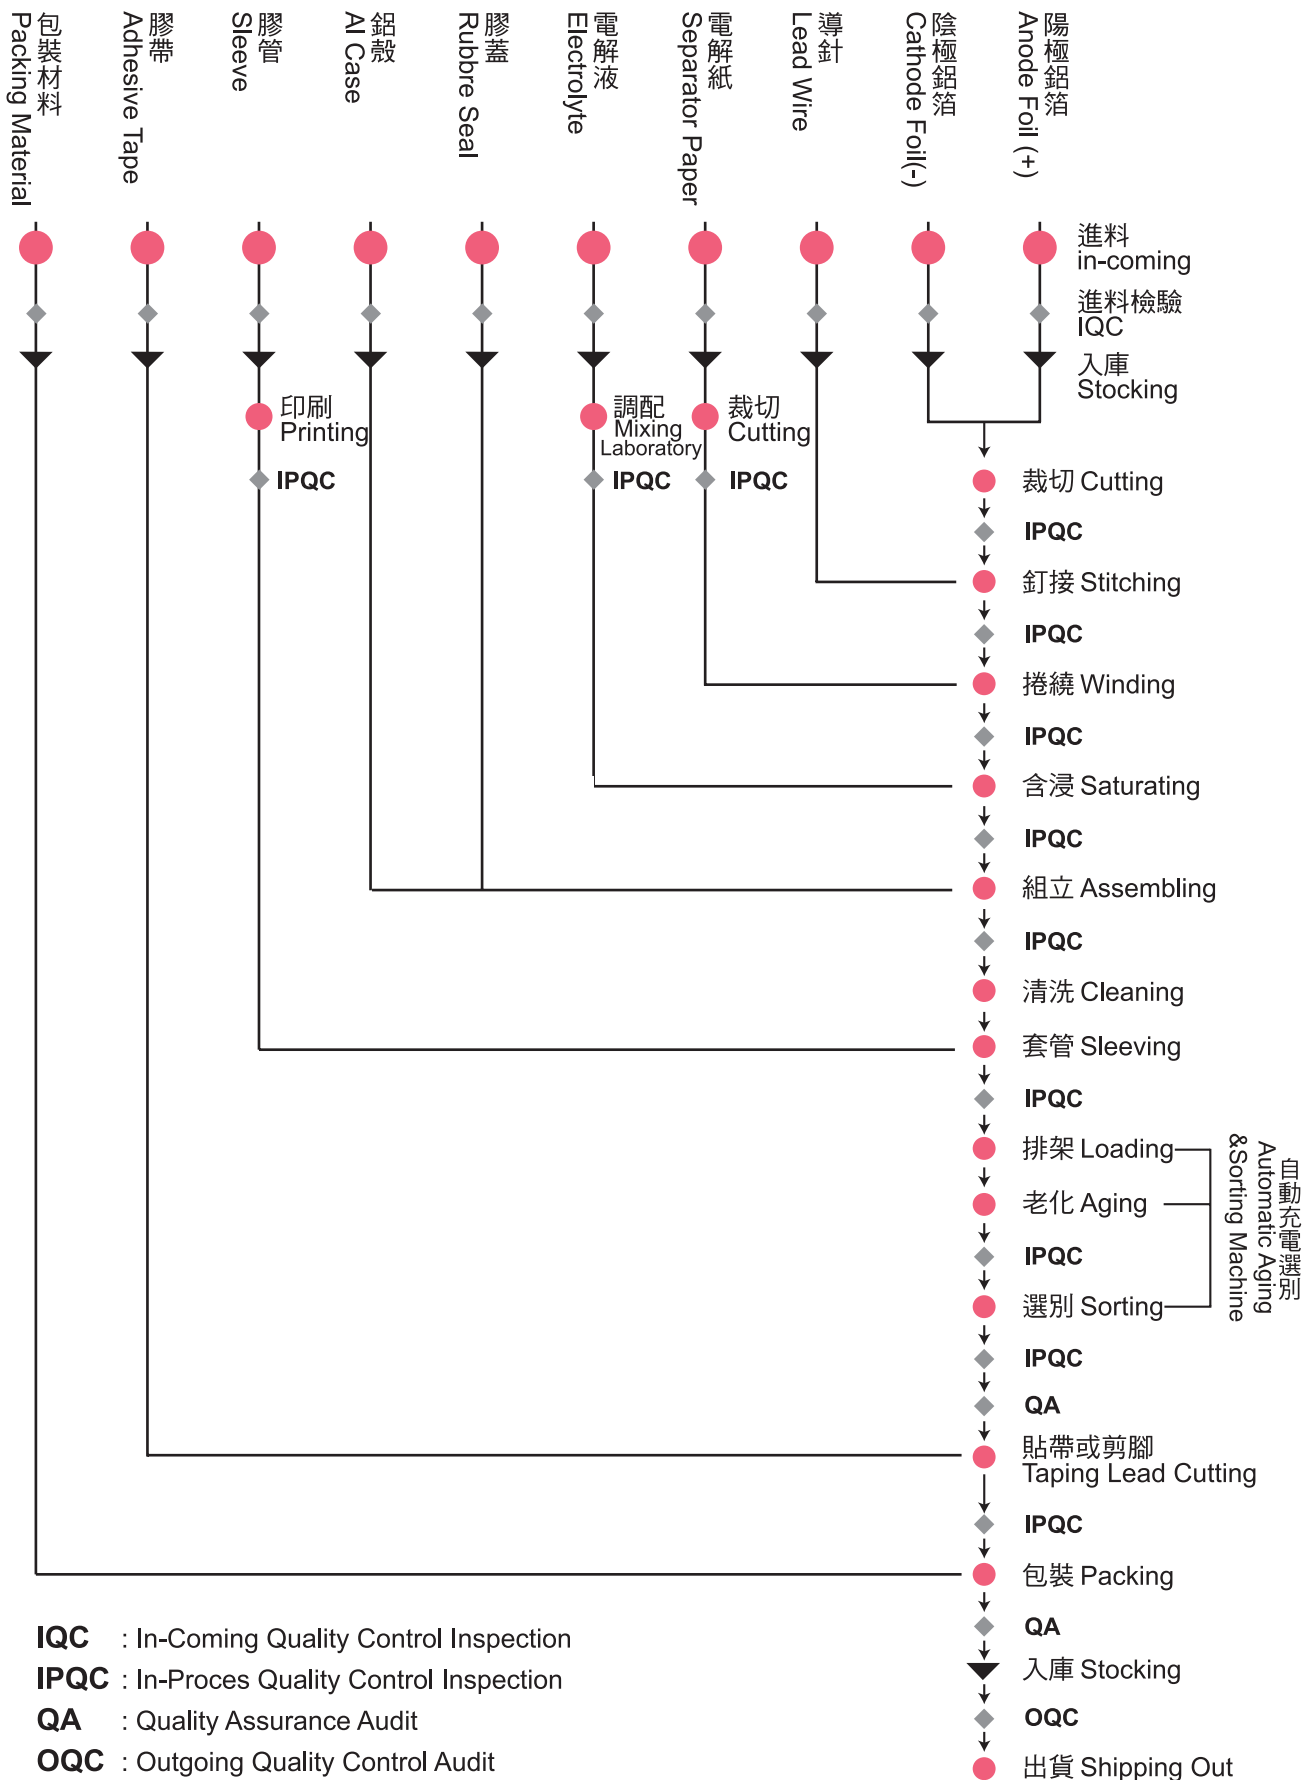 包裝材料
Packing Material
膠帶
Adhesive Tape
膠管
Sleeve
鋁殼
Al Case
膠蓋
Rubbre Seal
電解液
Electrolyte
電解紙
Separator Paper
導針
Lead Wire
陰極鋁箔
Cathode Foil(-)
陽極鋁箔
Anode Foil (+)
進料
in-coming
進料檢驗
IQC
入庫
Stocking
印刷
Printing
IPQC
調配
Mixing
Laboratory
IPQC
裁切
Cutting
IPQC
裁切 Cutting
IPQC
釘接 Stitching
IPQC
捲繞 Winding
IPQC
含浸 Saturating
IPQC
組立 Assembling
IPQC
清洗 Cleaning
套管 Sleeving
IPQC
排架 Loading
老化 Aging
IPQC
選別 Sorting
自動充電選別
Automatic Aging
&Sorting Machine
IPQC
QA
貼帶或剪腳
Taping Lead Cutting
IPQC
包裝 Packing
QA
入庫 Stocking
OQC
出貨 Shipping Out
IQC : In-Coming Quality Control Inspection
IPQC : In-Proces Quality Control Inspection
QA : Quality Assurance Audit
OQC : Outgoing Quality Control Audit